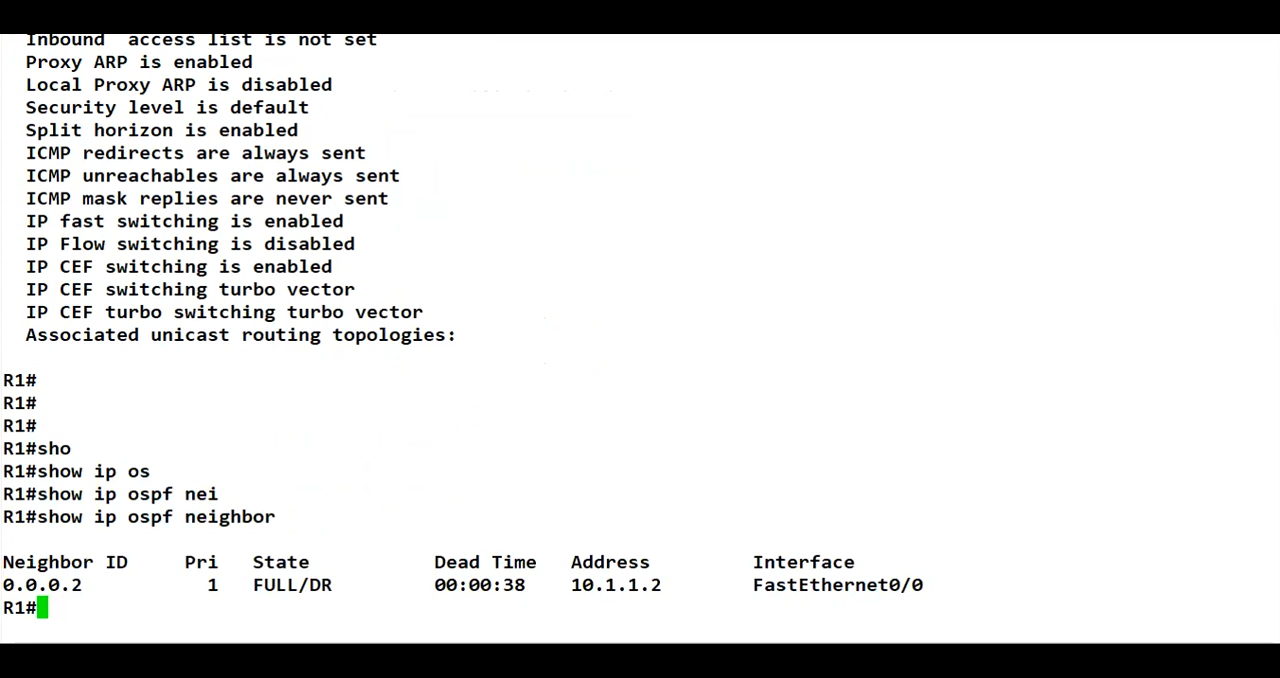 Inbound  access list is not set
Proxy ARP is enabled
Local Proxy ARP is disabled
Security level is default
Split horizon is enabled
ICMP redirects are always sent
ICMP unreachables are always sent
ICMP mask replies are never sent
IP fast switching is enabled
IP Flow switching is disabled
IP CEF switching is enabled
IP CEF switching turbo vector
IP CEF turbo switching turbo vector
Associated unicast routing topologies:
R1#
R1#
R1#
R1#sho
R1#show ip os
R1#show ip ospf nei
R1#show ip ospf neighbor
Neighbor ID     Pri   State           Dead Time   Address         Interface
0.0.0.2           1   FULL/DR         00:00:38    10.1.1.2        FastEthernet0/0
R1#